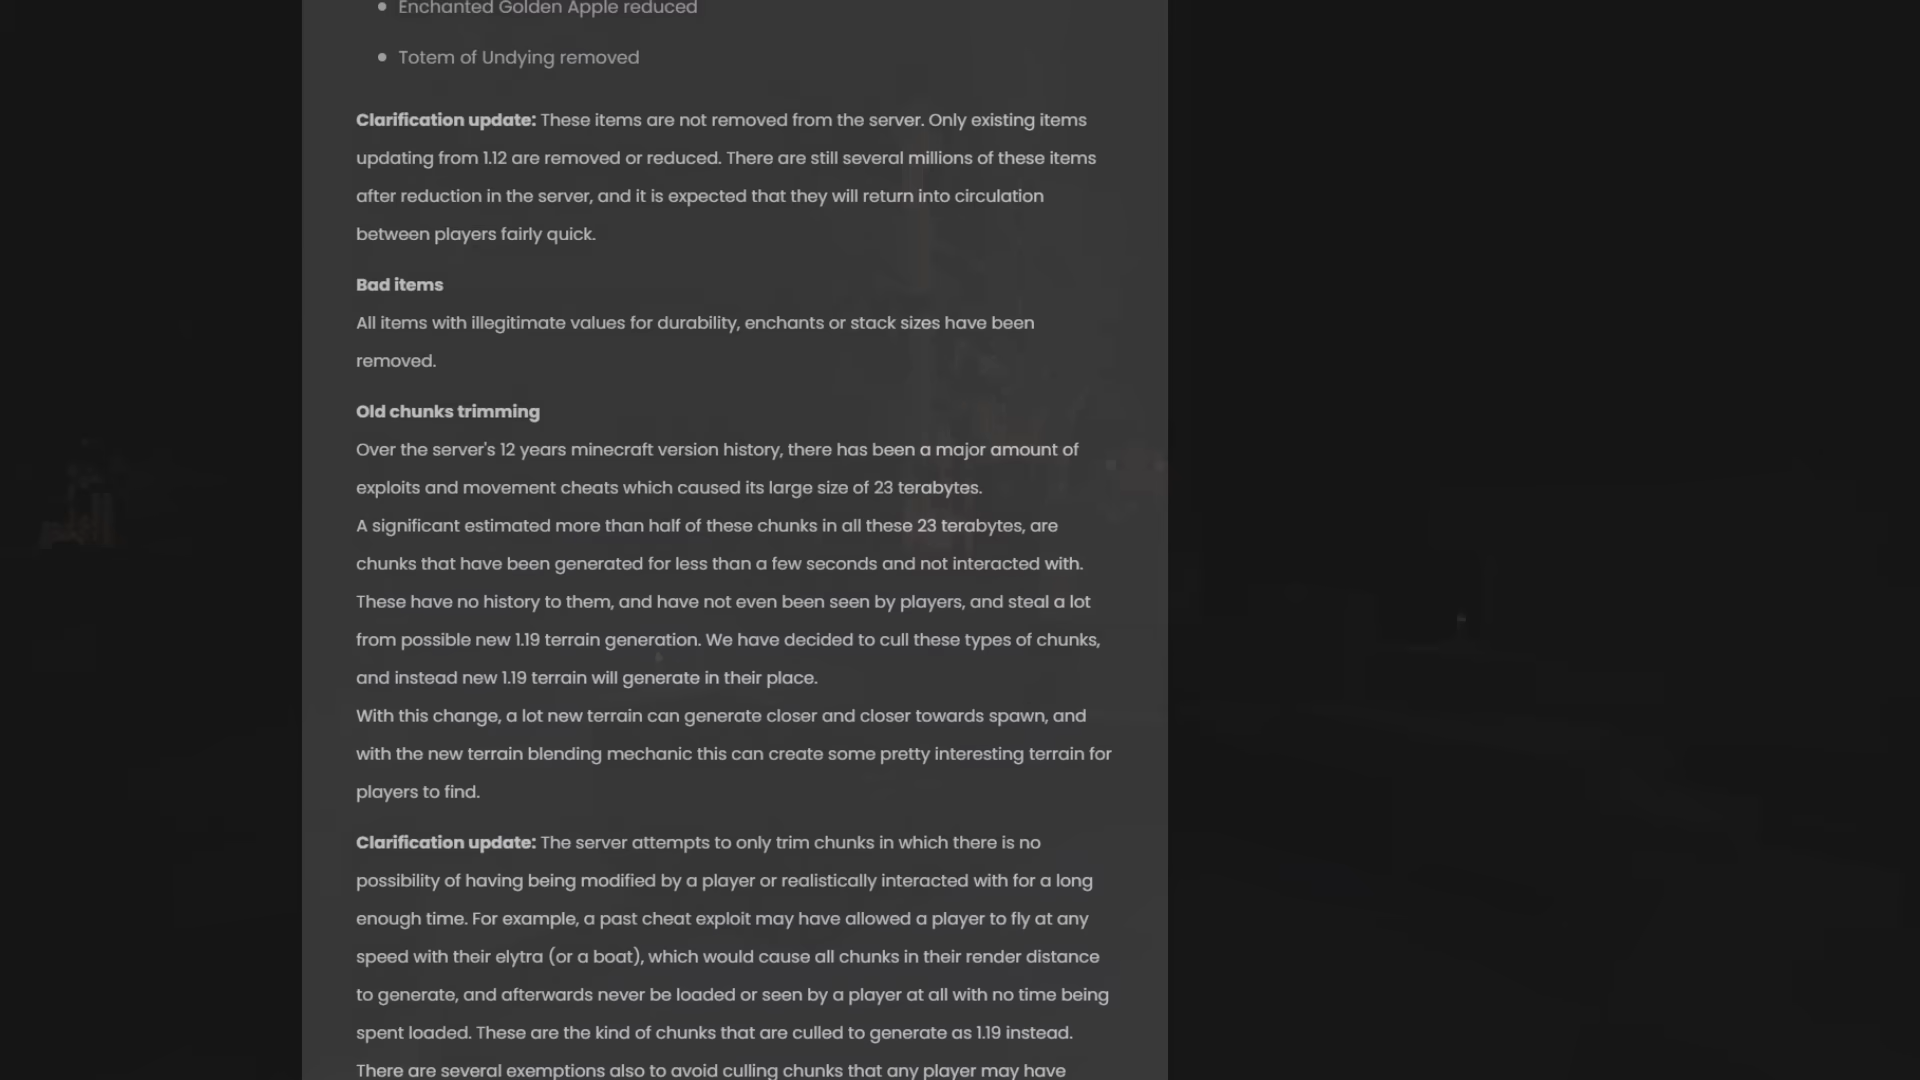 Enchanted Golden Apple reduced
Totem of Undying removed
Clarification update: These items are not removed from the server. Only existing items
updating from 1.12 are removed or reduced. There are still several millions of these items
after reduction in the server, and it is expected that they will return into circulation
between players fairly quick.
Bad items
All items with illegitimate values for durability, enchants or stack sizes have been
removed.
Old chunks trimming
Over the server's 12 years minecraft version history, there has been a major amount of
exploits and movement cheats which caused its large size of 23 terabytes.
A significant estimated more than half of these chunks in all these 23 terabytes, are
chunks that have been generated for less than a few seconds and not interacted with.
These have no history to them, and have not even been seen by players, and steal a lot
from possible new 1.19 terrain generation. We have decided to cull these types of chunks,
and instead new 1.19 terrain will generate in their place.
With this change, a lot new terrain can generate closer and closer towards spawn, and
with the new terrain blending mechanic this can create some pretty interesting terrain for
players to find.
Clarification update: The server attempts to only trim chunks in which there is no
possibility of having being modified by a player or realistically interacted with for a long
enough time. For example, a past cheat exploit may have allowed a player to fly at any
speed with their elytra (or a boat), which would cause all chunks in their render distance
to generate, and afterwards never be loaded or seen by a player at all with no time being
spent loaded. These are the kind of chunks that are culled to generate as 1.19 instead.
There are several exemptions also to avoid culling chunks that any player may have